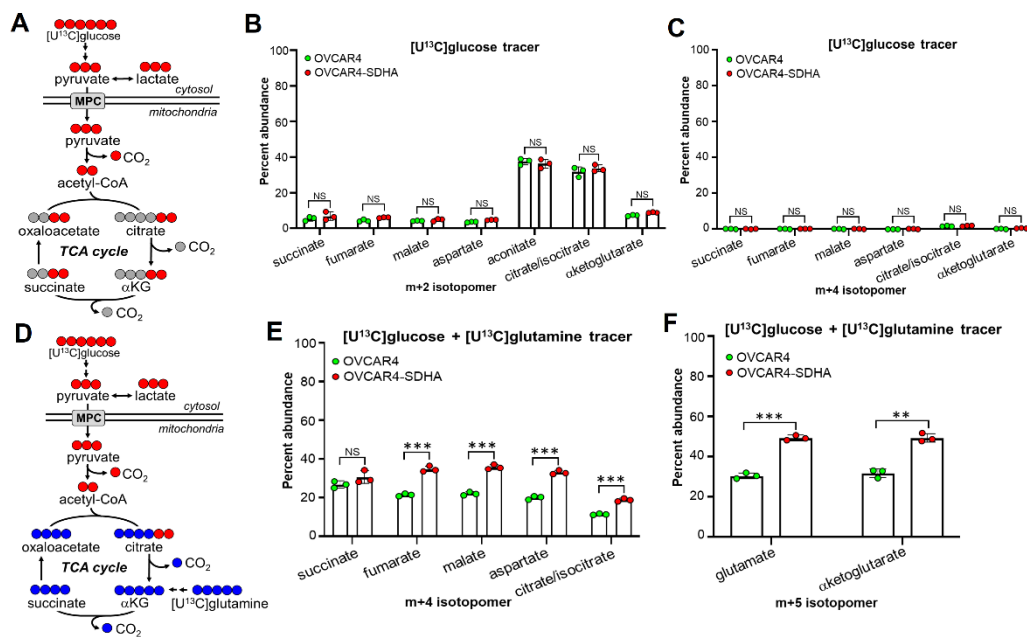 A
[U¹³C]glucose
pyruvate
lactate
cytosol
MPC
mitochondria
pyruvate
CO₂
acetyl-CoA
oxaloacetate
citrate
TCA cycle
CO₂
succinate
αKG
CO₂
B
[U¹³C]glucose tracer
OVCAR4
OVCAR4-SDHA
Percent abundance
100
80
60
40
20
0
NS
NS
NS
NS
NS
NS
NS
succinate
fumarate
malate
aspartate
aconitate
citrate/isocitrate
αketoglutarate
m+2 isotopomer
C
[U¹³C]glucose tracer
OVCAR4
OVCAR4-SDHA
Percent abundance
100
80
60
40
20
0
NS
NS
NS
NS
NS
NS
succinate
fumarate
malate
aspartate
citrate/isocitrate
αketoglutarate
m+4 isotopomer
D
[U¹³C]glucose
pyruvate
lactate
cytosol
MPC
mitochondria
pyruvate
CO₂
acetyl-CoA
oxaloacetate
citrate
TCA cycle
CO₂
succinate
αKG
[U¹³C]glutamine
CO₂
E
[U¹³C]glucose + [U¹³C]glutamine tracer
OVCAR4
OVCAR4-SDHA
Percent abundance
100
80
60
40
20
0
NS
***
***
***
***
succinate
fumarate
malate
aspartate
citrate/isocitrate
m+4 isotopomer
F
[U¹³C]glucose + [U¹³C]glutamine tracer
OVCAR4
OVCAR4-SDHA
Percent abundance
100
80
60
40
20
0
***
**
glutamate
αketoglutarate
m+5 isotopomer